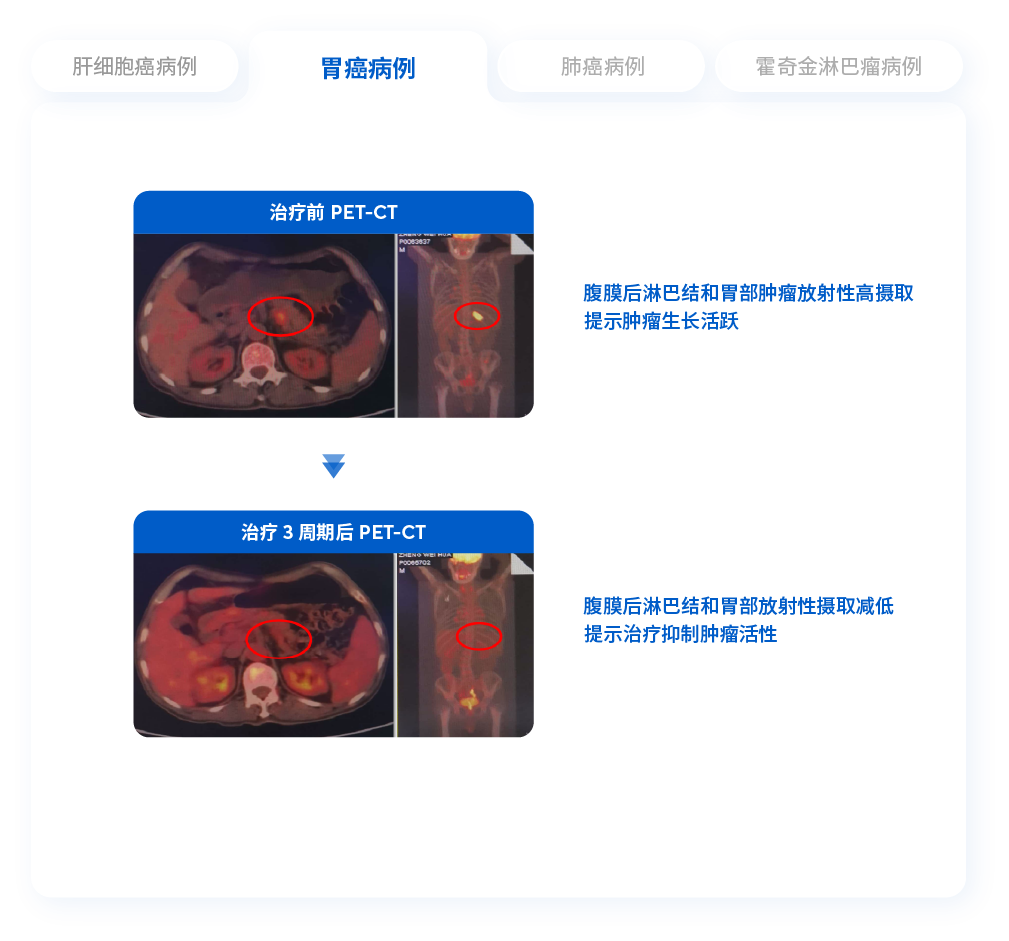 肝细胞癌病例
胃癌病例
肺癌病例
霍奇金淋巴瘤病例
治疗前 PET-CT
P0063637
M
腹膜后淋巴结和胃部肿瘤放射性高摄取
提示肿瘤生长活跃
治疗 3 周期后 PET-CT
P0066702
M
腹膜后淋巴结和胃部放射性摄取减低
提示治疗抑制肿瘤活性